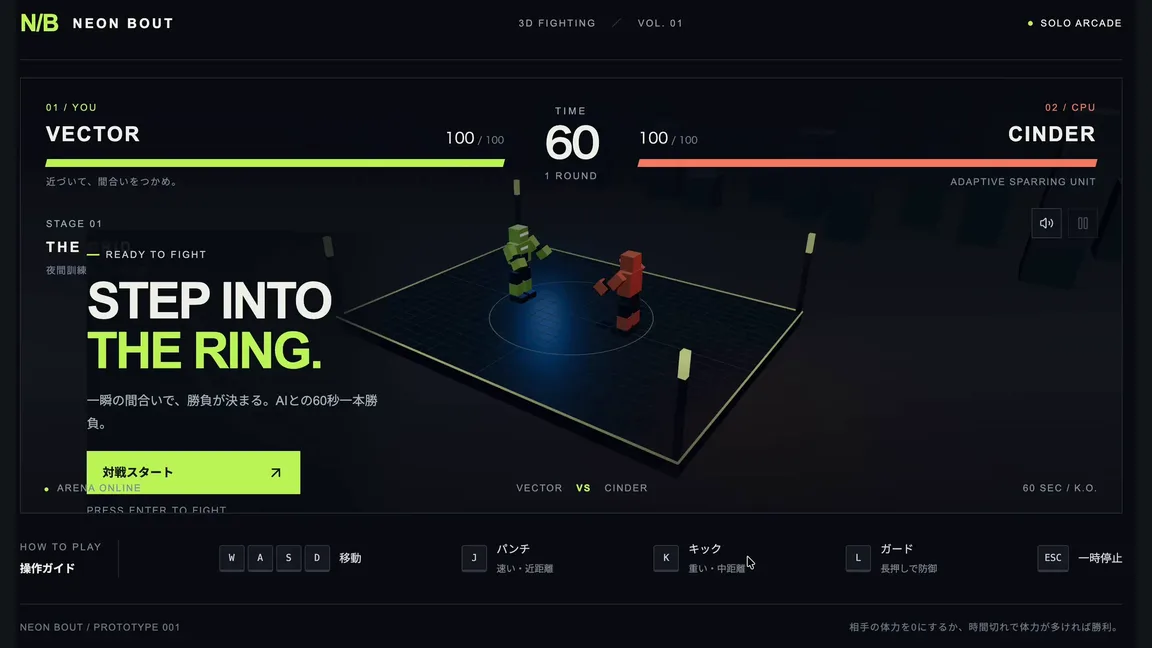 N/B NEON BOUT
3D FIGHTING / VOL. 01
SOLO ARCADE
01 / YOU
VECTOR
100 / 100
近づいて、間合いをつかめ。
TIME
60
1 ROUND
02 / CPU
100 / 100
CINDER
ADAPTIVE SPARRING UNIT
STAGE 01
THE
夜間訓練
READY TO FIGHT
STEP INTO
THE RING.
一瞬の間合いで、勝負が決まる。AIとの60秒一本勝
負。
対戦スタート
ARENA ONLINE
PRESS ENTER TO FIGHT
VECTOR VS CINDER
60 SEC / K.O.
HOW TO PLAY
操作ガイド
W A S D 移動
J パンチ
速い・近距離
K キック
重い・中距離
L ガード
長押しで防御
ESC 一時停止
NEON BOUT / PROTOTYPE 001
相手の体力を0にするか、時間切れで体力が多ければ勝利。